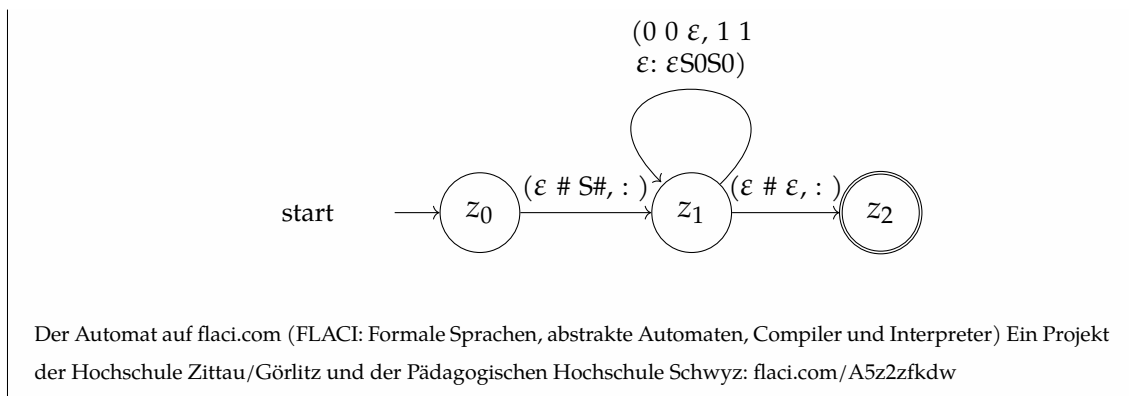 (0 0 ε, 1 1
ε: εS0S0)
(ε # S#, : )
(ε # ε, : )
start
z0
z1
z2
Der Automat auf flaci.com (FLACI: Formale Sprachen, abstrakte Automaten, Compiler und Interpreter) Ein Projekt
der Hochschule Zittau/Görlitz und der Pädagogischen Hochschule Schwyz: flaci.com/A5z2zfkdw